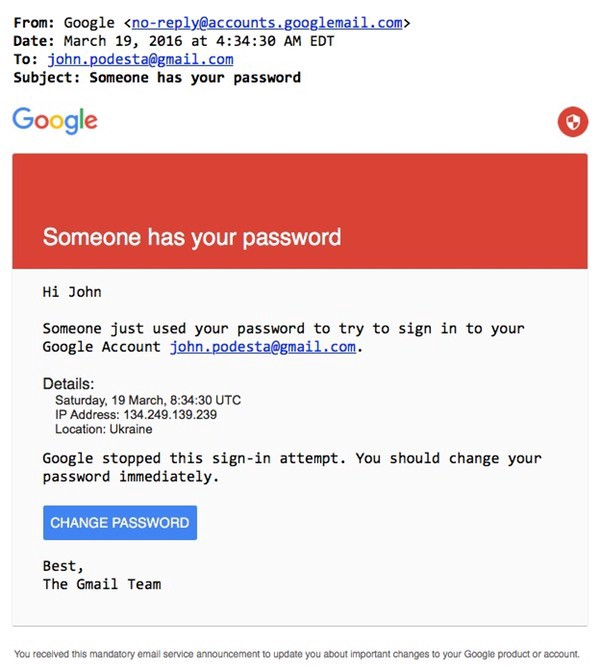 From: Google <no-reply@accounts.googlemail.com>
Date: March 19, 2016 at 4:34:30 AM EDT
To: john.podesta@gmail.com
Subject: Someone has your password
Google
Someone has your password
Hi John
Someone just used your password to try to sign in to your
Google Account john.podesta@gmail.com.
Details:
Saturday, 19 March, 8:34:30 UTC
IP Address: 134.249.139.239
Location: Ukraine
Google stopped this sign-in attempt. You should change your
password immediately.
CHANGE PASSWORD
Best,
The Gmail Team
You received this mandatory email service announcement to update you about important changes to your Google product or account.